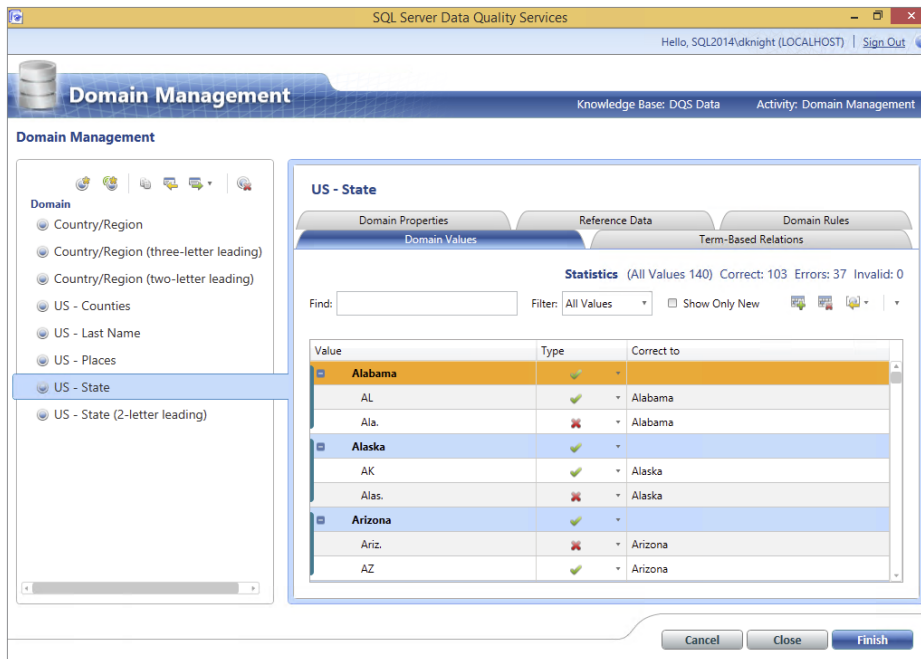 SQL Server Data Quality Services
Hello, SQL2014\dknight (LOCALHOST) | Sign Out
Domain Management
Knowledge Base: DQS Data Activity: Domain Management
Domain Management
Domain
Country/Region
Country/Region (three-letter leading)
Country/Region (two-letter leading)
US - Counties
US - Last Name
US - Places
US - State
US - State (2-letter leading)
US - State
Domain Properties Reference Data Domain Rules
Domain Values Term-Based Relations
Statistics (All Values 140) Correct: 103 Errors: 37 Invalid: 0
Find: Filter: All Values Show Only New
Value Type Correct to
Alabama
AL Alabama
Ala. Alabama
Alaska
AK Alaska
Alas. Alaska
Arizona
Ariz. Arizona
AZ Arizona
Cancel Close Finish